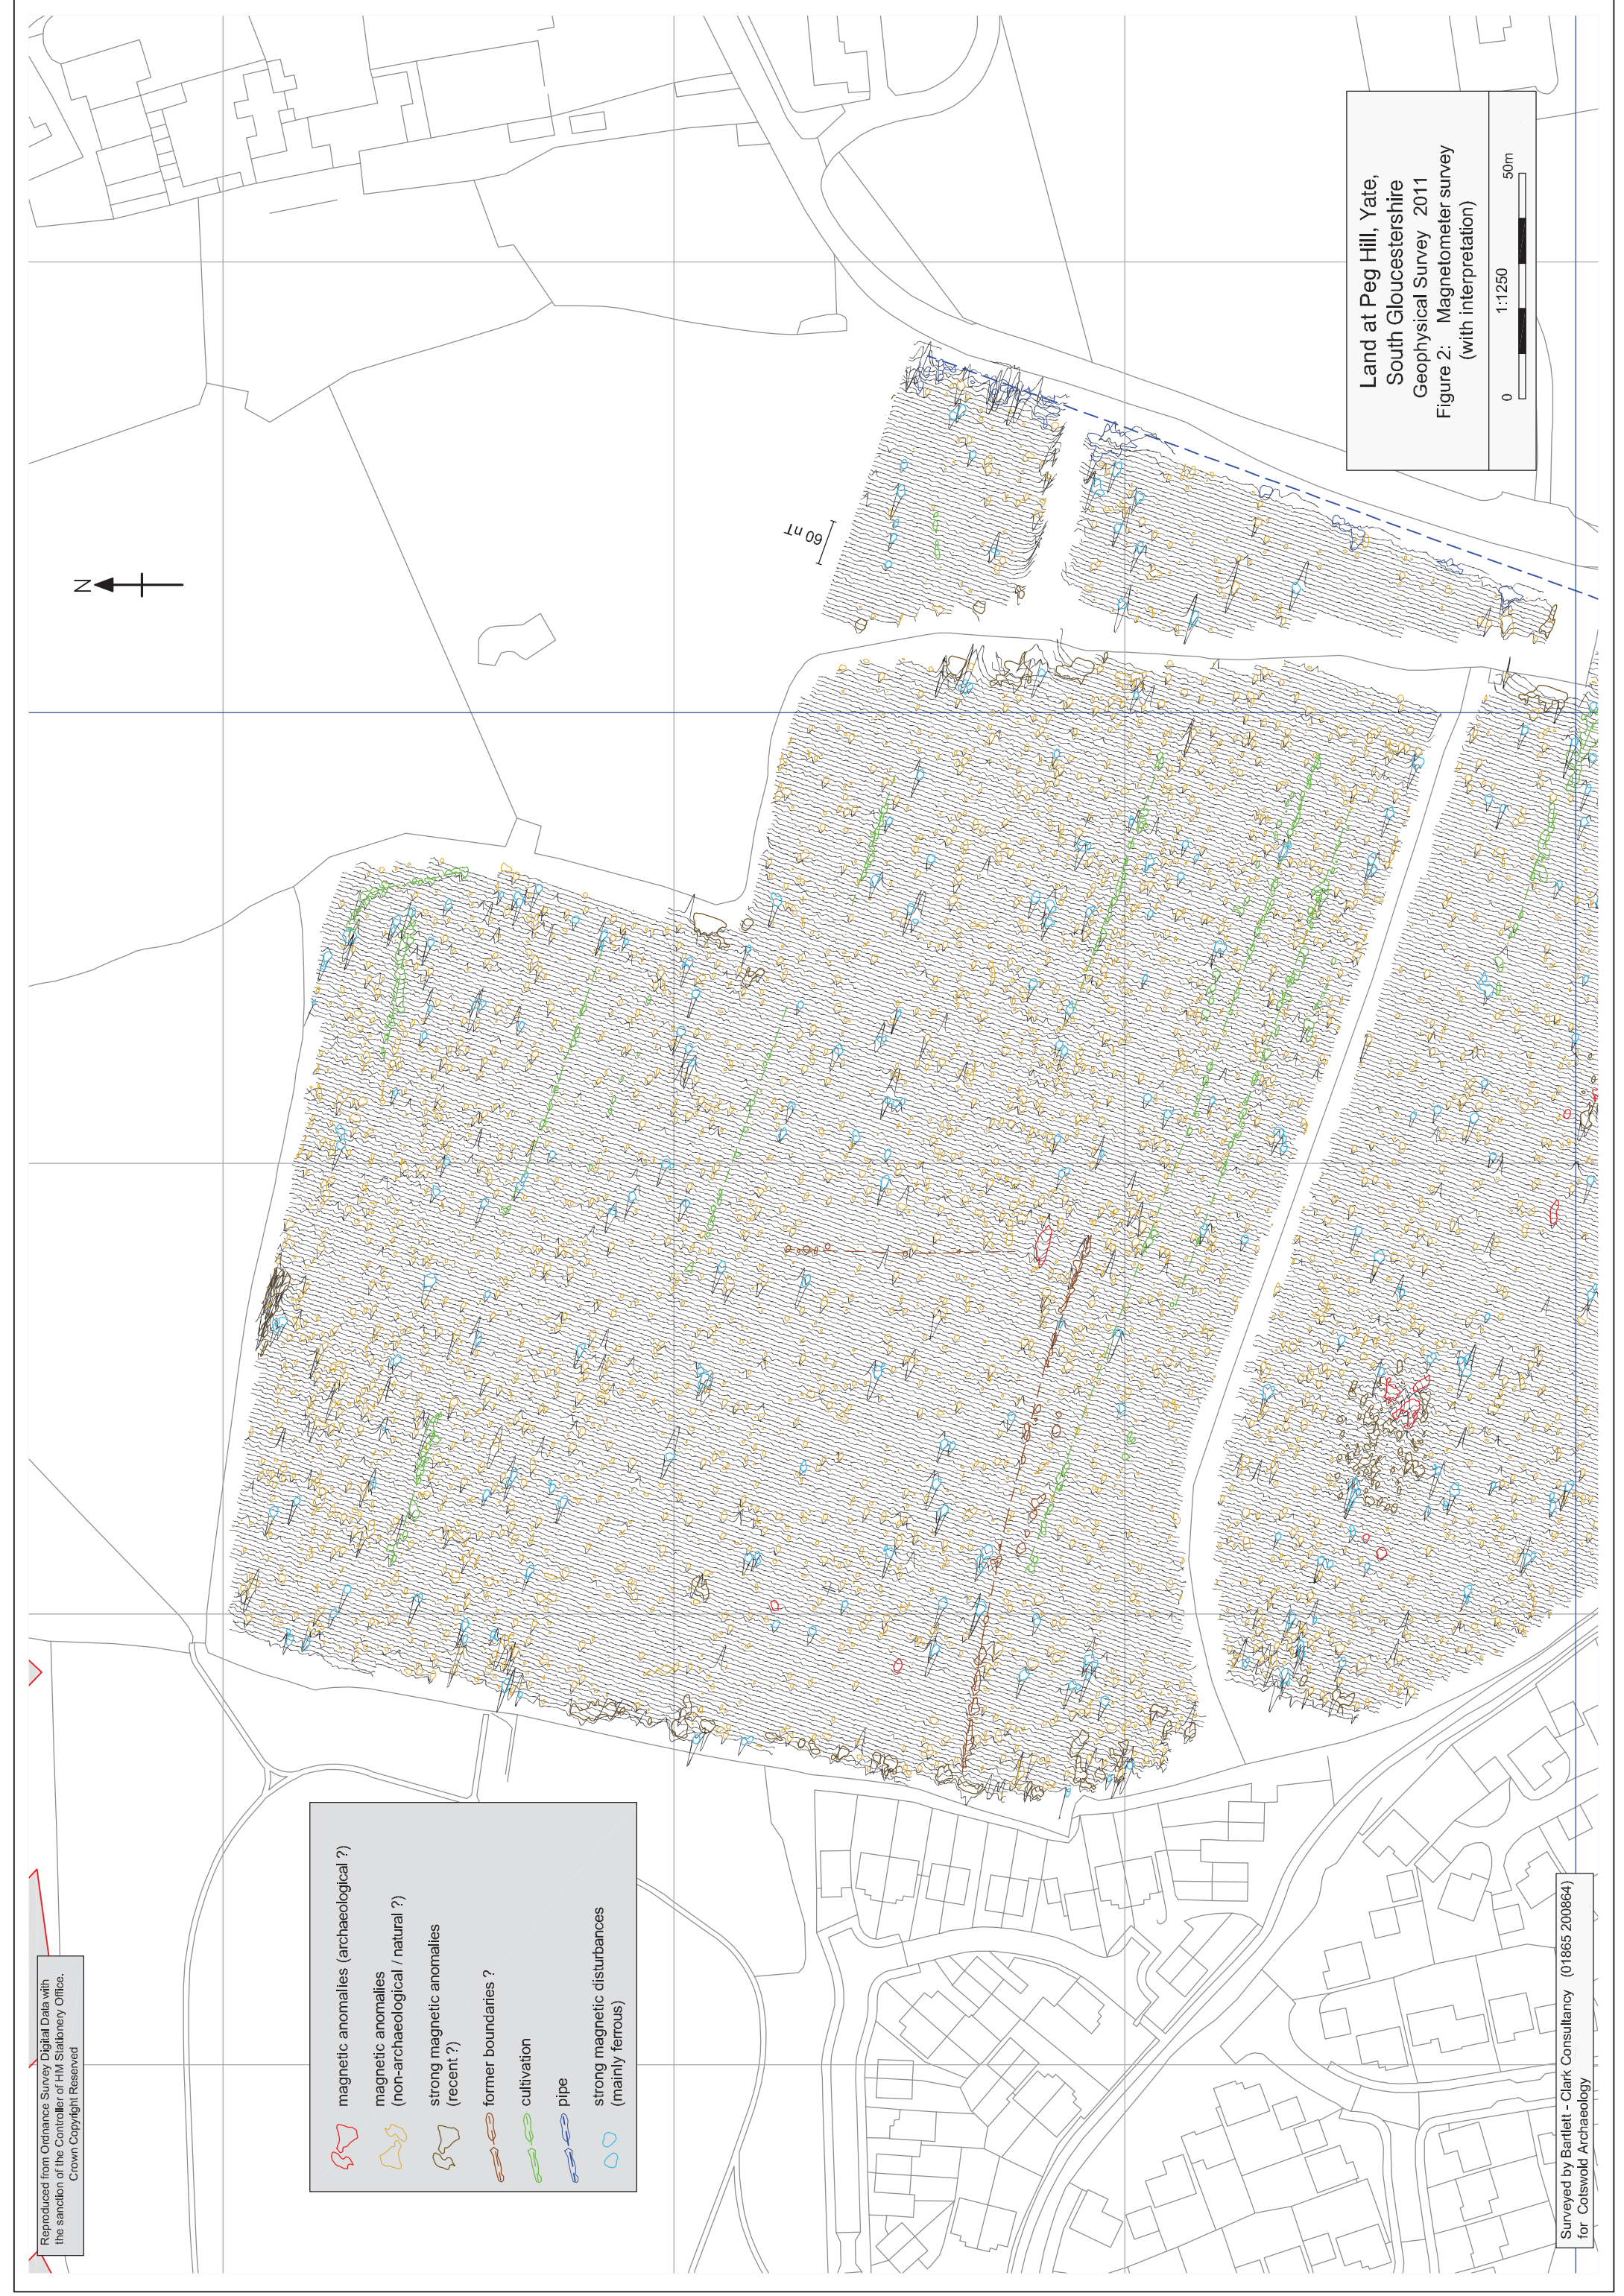 Land at Peg Hill, Yate,
South Gloucestershire
Geophysical Survey 2011
Figure 2: Magnetometer survey
(with interpretation)
0
1:1250
50m
N
60 nT
magnetic anomalies (archaeological ?)
magnetic anomalies
(non-archaeological / natural ?)
strong magnetic anomalies
(recent ?)
former boundaries ?
cultivation
pipe
strong magnetic disturbances
(mainly ferrous)
Reproduced from Ordnance Survey Digital Data with
the sanction of the Controller of HM Stationery Office.
Crown Copyright Reserved
Surveyed by Bartlett - Clark Consultancy (01865 200864)
for Cotswold Archaeology